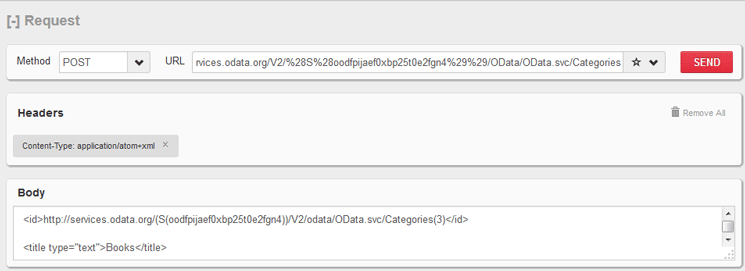 [-] Request
Method POST URL rvices.odata.org/V2/%28S%28oodfpijaef0xbp25t0e2fgn4%29%29/OData/OData.svc/Categories SEND
Headers
Remove All
Content-Type: application/atom+xml ×
Body
<id>http://services.odata.org/(S(oodfpijaef0xbp25t0e2fgn4))/V2/odata/OData.svc/Categories(3)</id>
<title type="text">Books</title>